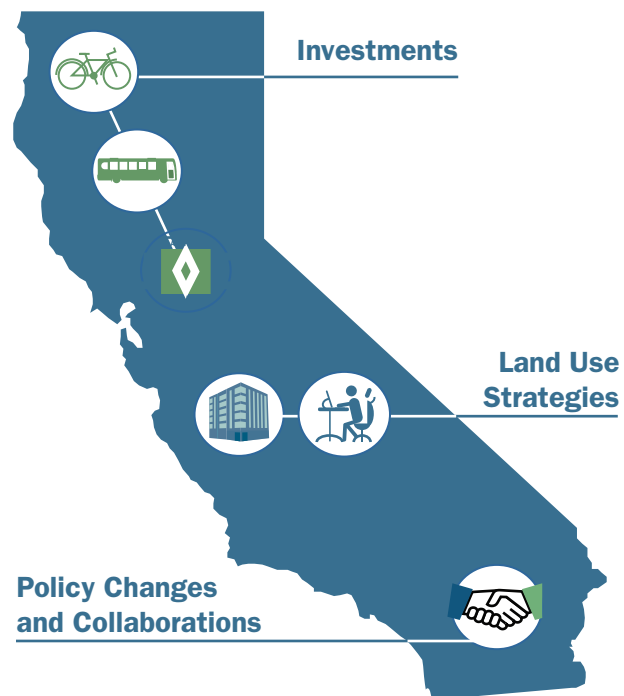 Investments
Land Use
Strategies
Policy Changes
and Collaborations